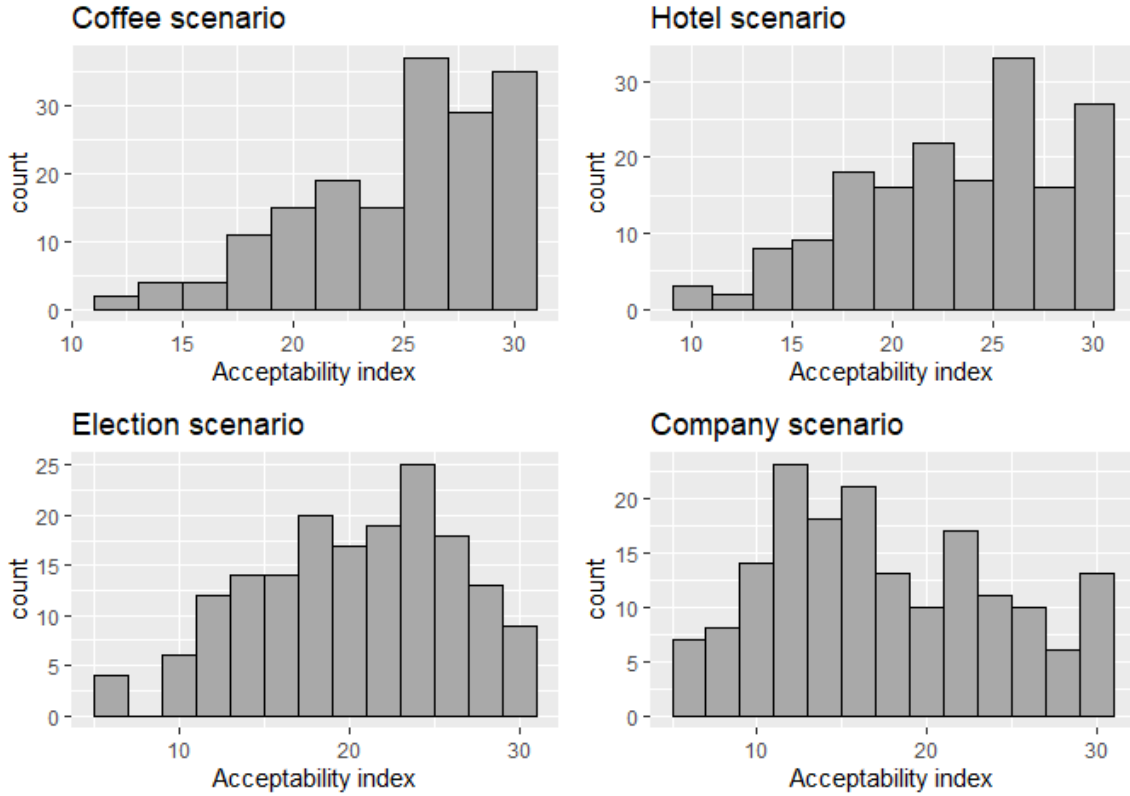 Coffee scenario
count
30
20
10
0
10 15 20 25 30
Acceptability index
Hotel scenario
count
30
20
10
0
10 15 20 25 30
Acceptability index
Election scenario
count
25
20
15
10
5
0
10 20 30
Acceptability index
Company scenario
count
20
15
10
5
0
10 20 30
Acceptability index